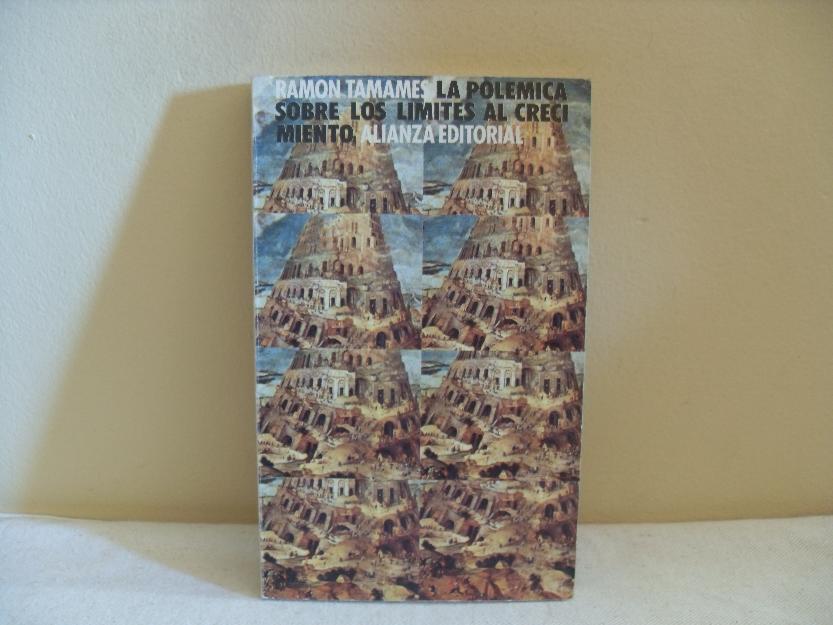 RAMON TAMAMES LA POLEMICA
SOBRE LOS LIMITES AL CRECI
MIENTO, ALIANZA EDITORIAL